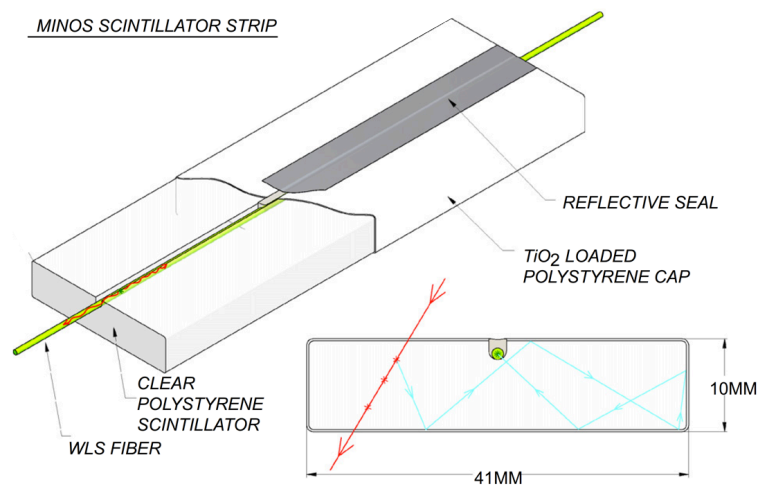 MINOS SCINTILLATOR STRIP
REFLECTIVE SEAL
TiO2 LOADED
POLYSTYRENE CAP
CLEAR
POLYSTYRENE
SCINTILLATOR
WLS FIBER
10MM
41MM